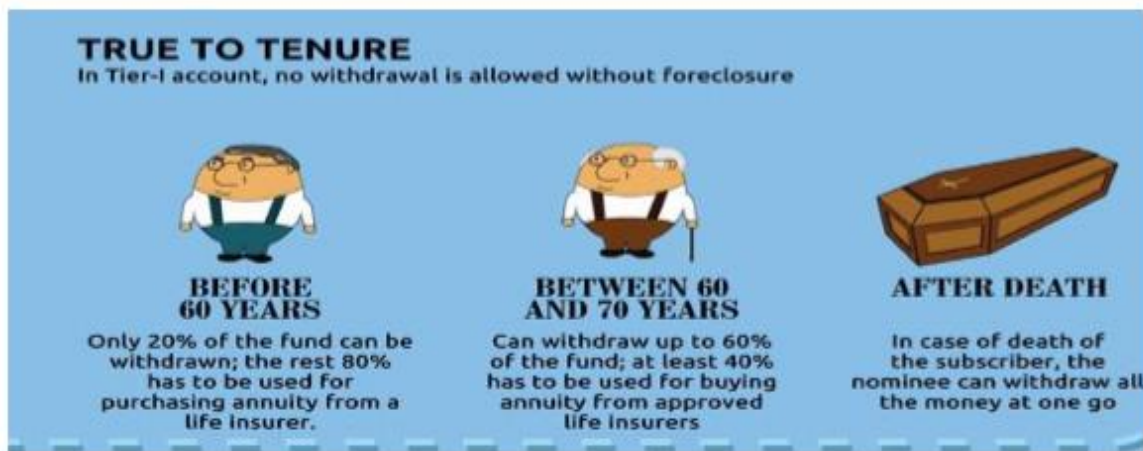 TRUE TO TENURE
In Tier-I account, no withdrawal is allowed without foreclosure
BEFORE
60 YEARS
Only 20% of the fund can be
withdrawn; the rest 80%
has to be used for
purchasing annuity from a
life insurer.
BETWEEN 60
AND 70 YEARS
Can withdraw up to 60%
of the fund; at least 40%
has to be used for buying
annuity from approved
life insurers
AFTER DEATH
In case of death of
the subscriber, the
nominee can withdraw all
the money at one go